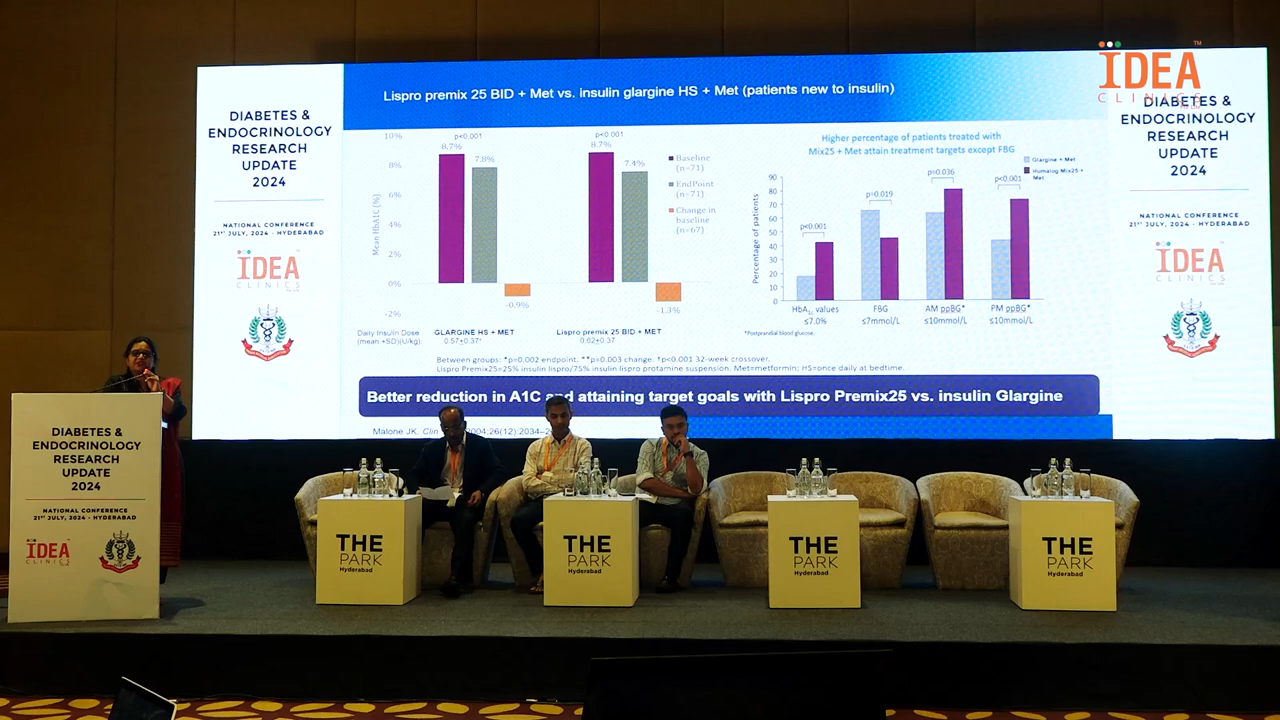 IDEA
CLINICS
TM
DIABETES &
ENDOCRINOLOGY
RESEARCH
UPDATE
2024
NATIONAL CONFERENCE
21ST JULY, 2024 - HYDERABAD
IDEA
CLINICS
Lispro premix 25 BID + Met vs. insulin glargine HS + Met (patients new to insulin)
10%
8%
6%
4%
2%
0%
-2%
Mean HbA1C (%)
p<0.001
8.7%
7.8%
-0.9%
p<0.001
8.7%
7.4%
-1.3%
Baseline
(n=71)
EndPoint
(n=71)
Change in
baseline
(n=67)
Daily Insulin Dose
(mean +SD)(U/kg):
GLARGINE HS + MET
0.57±0.37
Lispro premix 25 BID + MET
0.62±0.37
Higher percentage of patients treated with
Mix25 + Met attain treatment targets except FBG
Glargine + Met
Humalog Mix25 +
Met
Percentage of patients
90
80
70
60
50
40
30
20
10
0
p<0.001
p=0.019
p=0.036
p<0.001
HbA1c values
≤7.0%
FBG
≤7mmol/L
AM ppBG*
≤10mmol/L
PM ppBG*
≤10mmol/L
*Postprandial blood glucose.
Between groups: *p=0.002 endpoint. **p=0.003 change. †p<0.001 32-week crossover.
Lispro Premix25=25% insulin lispro/75% insulin lispro protamine suspension. Met=metformin; HS=once daily at bedtime.
Better reduction in A1C and attaining target goals with Lispro Premix25 vs. insulin Glargine
Malone JK. Clin 2004;26(12):2034–2
DIABETES &
ENDOCRINOLOGY
RESEARCH
UPDATE
2024
NATIONAL CONFERENCE
21ST JULY, 2024 - HYDERABAD
IDEA
CLINICS
DIABETES &
ENDOCRINOLOGY
RESEARCH
UPDATE
2024
NATIONAL CONFERENCE
21ST JULY, 2024 - HYDERABAD
IDEA
CLINICS
THE
PARK
Hyderabad
THE
PARK
Hyderabad
THE
PARK
Hyderabad
THE
PARK
Hyderabad